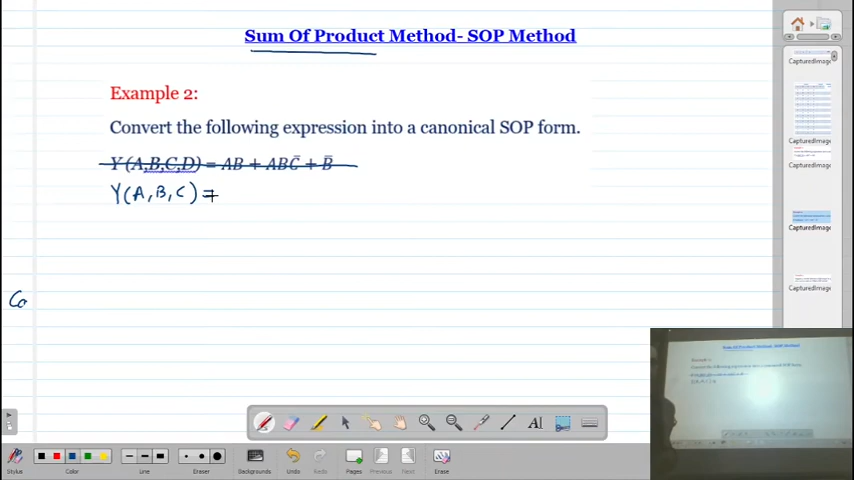 Sum Of Product Method- SOP Method
Example 2:
Convert the following expression into a canonical SOP form.
Y(A,B,C,D) = AB + ABC̄ + B̄
Y(A,B,C) =
Co
CapturedImage
CapturedImage
CapturedImage
CapturedImage
Stylus
Color
Line
Eraser
Backgrounds
Undo
Redo
Pages
Previous
Next
Erase